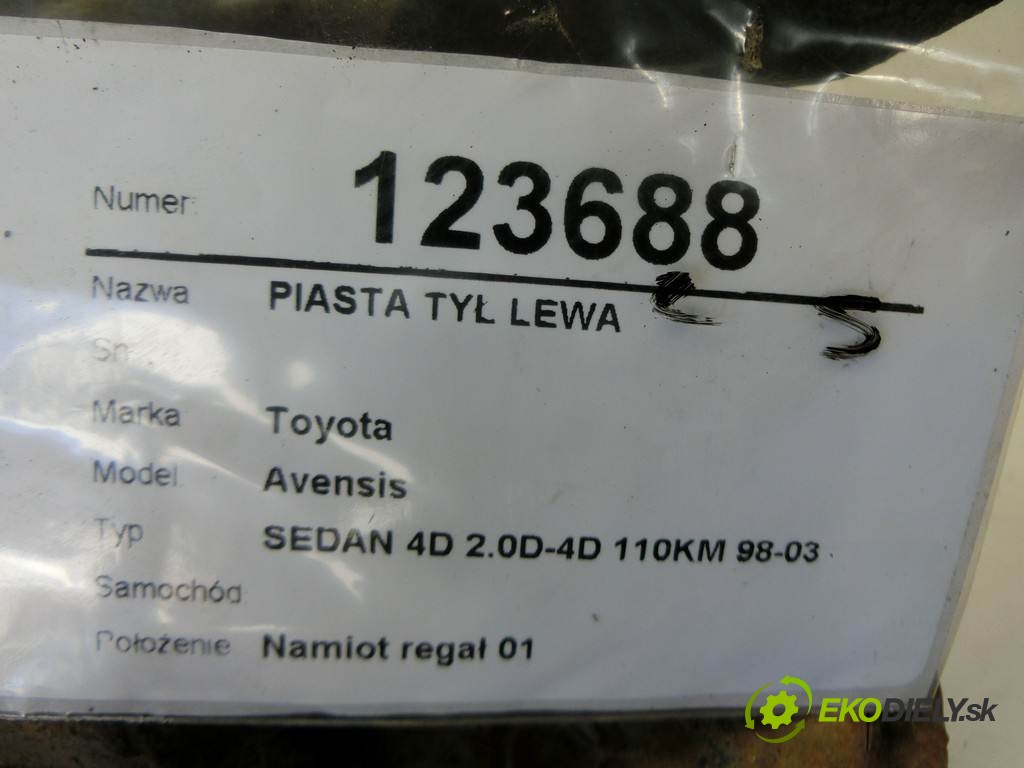 Numer: 123688
Nazwa PIASTA TYŁ LEWA
Sn
Marka Toyota
Model Avensis
Typ SEDAN 4D 2.0D-4D 110KM 98-03
Samochód
Położenie Namiot regał 01
EKODIELY.sk